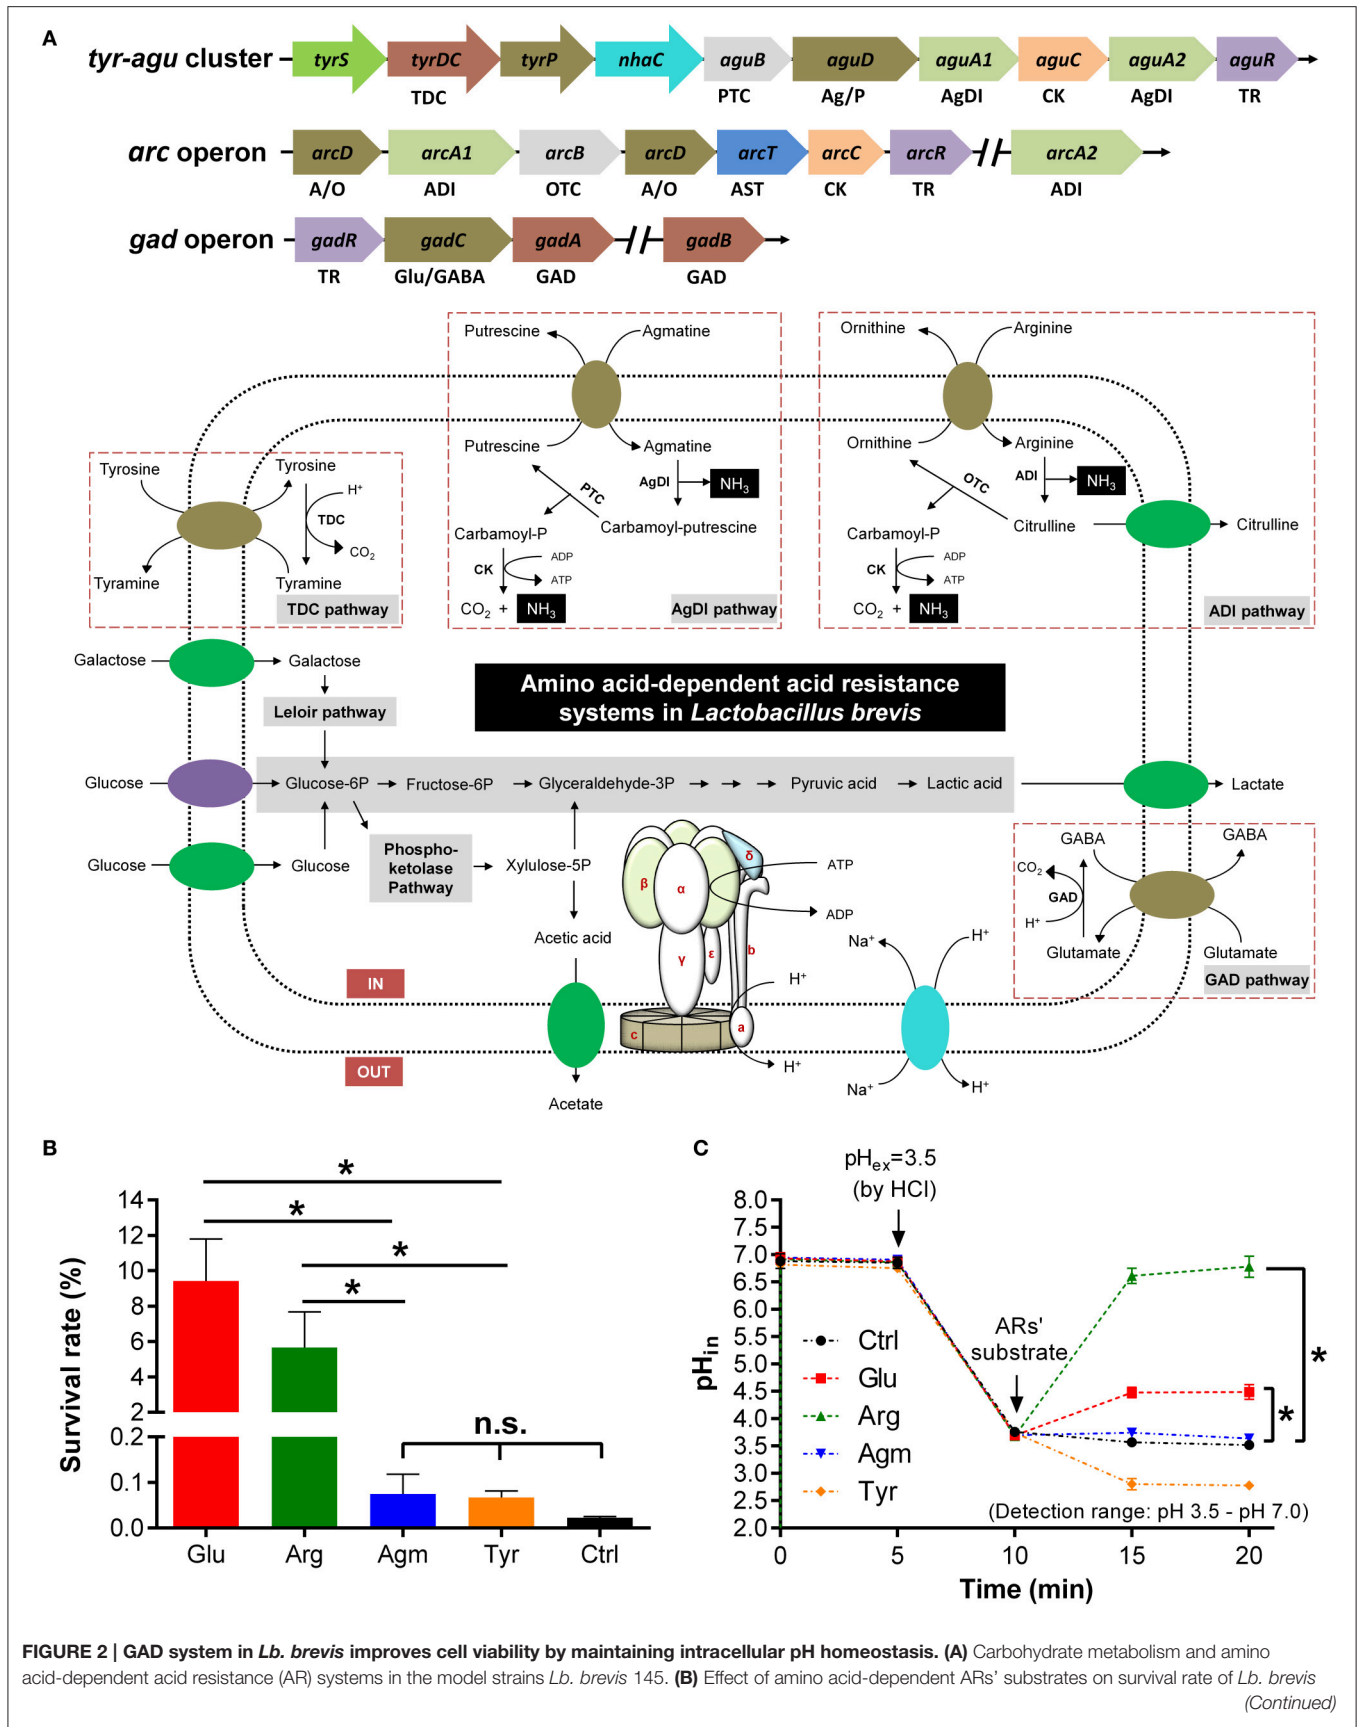 A
tyr-agu cluster
tyrS tyrDC tyrP nhaC aguB aguD aguA1 aguC aguA2 aguR
TDC PTC Ag/P AgDI CK AgDI TR
arc operon
arcD arcA1 arcB arcD arcT arcC arcR arcA2
A/O ADI OTC A/O AST CK TR ADI
gad operon
gadR gadC gadA gadB
TR Glu/GABA GAD GAD
Putrescine Agmatine
Putrescine Agmatine
AgDI NH3
PTC
Carbamoyl-putrescine
Carbamoyl-P
CK ADP
ATP
CO2 + NH3
AgDI pathway
Ornithine Arginine
Ornithine Arginine
ADI NH3
OTC
Citrulline Citrulline
Carbamoyl-P
CK ADP
ATP
CO2 + NH3
ADI pathway
Tyrosine Tyrosine
H+
TDC
CO2
Tyramine Tyramine
TDC pathway
Galactose Galactose
Leloir pathway
Amino acid-dependent acid resistance
systems in Lactobacillus brevis
Glucose Glucose-6P Fructose-6P Glyceraldehyde-3P Pyruvic acid Lactic acid Lactate
Glucose Glucose
Phospho-
ketolase
Pathway
Xylulose-5P
Acetic acid
Acetate
β α δ γ ε b c a
ATP
ADP
H+
H+
Na+ H+
Na+ H+
GABA GABA
CO2
GAD
H+
Glutamate Glutamate
GAD pathway
IN
OUT
B
Survival rate (%)
14
12
10
8
6
4
2
0.2
0.1
0.0
* * * *
n.s.
Glu Arg Agm Tyr Ctrl
C
pHex=3.5
(by HCl)
pHin
8.0
7.5
7.0
6.5
6.0
5.5
5.0
4.5
4.0
3.5
3.0
2.5
2.0
ARs'
substrate
Ctrl
Glu
Arg
Agm
Tyr
* *
(Detection range: pH 3.5 - pH 7.0)
0 5 10 15 20
Time (min)
FIGURE 2 | GAD system in Lb. brevis improves cell viability by maintaining intracellular pH homeostasis. (A) Carbohydrate metabolism and amino
acid-dependent acid resistance (AR) systems in the model strains Lb. brevis 145. (B) Effect of amino acid-dependent ARs' substrates on survival rate of Lb. brevis
(Continued)